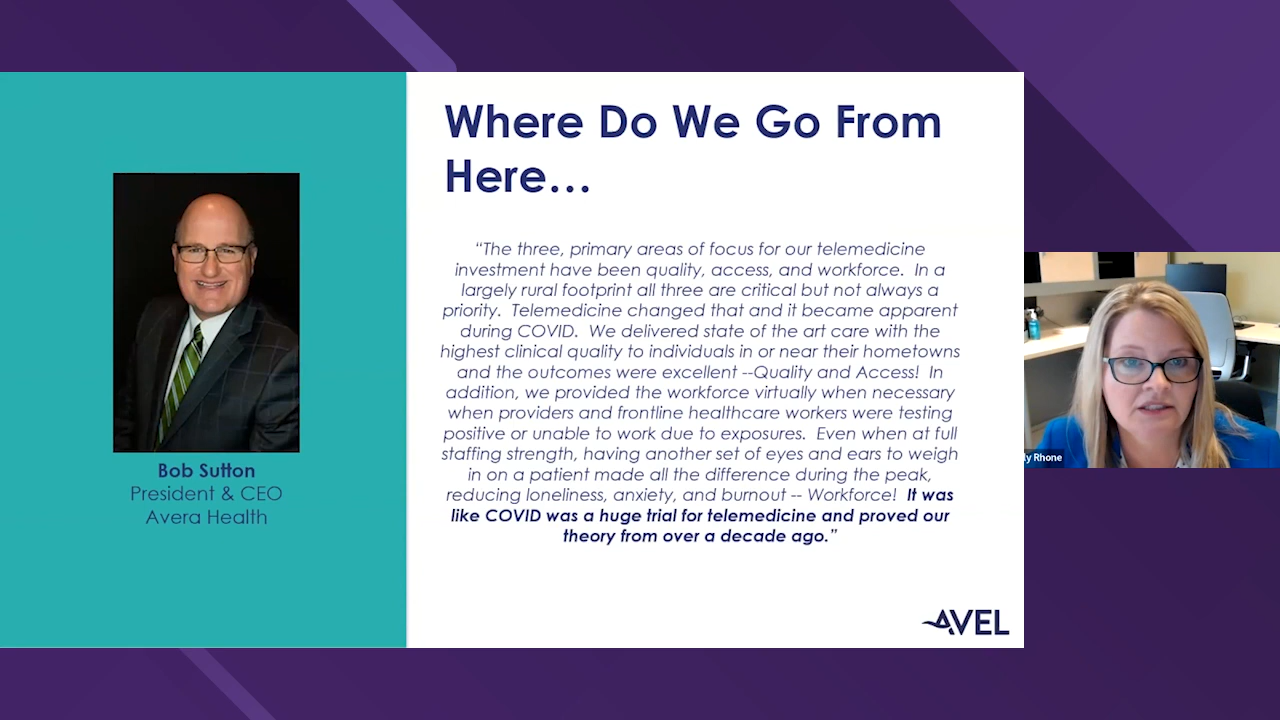 Where Do We Go From
Here…
“The three, primary areas of focus for our telemedicine
investment have been quality, access, and workforce. In a
largely rural footprint all three are critical but not always a
priority. Telemedicine changed that and it became apparent
during COVID. We delivered state of the art care with the
highest clinical quality to individuals in or near their hometowns
and the outcomes were excellent --Quality and Access! In
addition, we provided the workforce virtually when necessary
when providers and frontline healthcare workers were testing
positive or unable to work due to exposures. Even when at full
staffing strength, having another set of eyes and ears to weigh
in on a patient made all the difference during the peak,
reducing loneliness, anxiety, and burnout -- Workforce! It was
like COVID was a huge trial for telemedicine and proved our
theory from over a decade ago.”
Bob Sutton
President & CEO
Avera Health
AVEL
ly Rhone